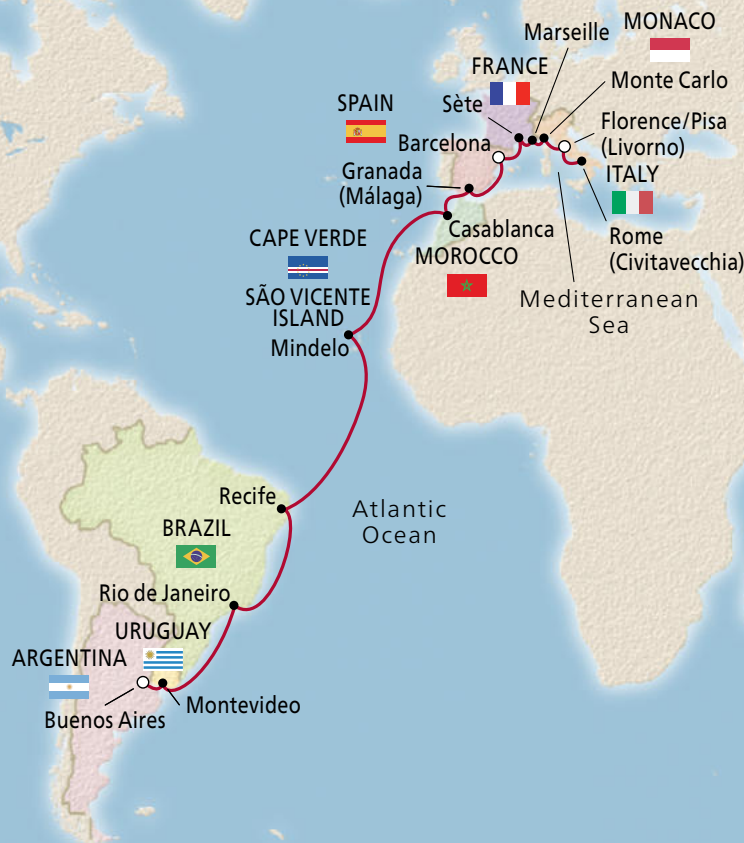 Marseille
MONACO
FRANCE
Monte Carlo
SPAIN
Sète
Florence/Pisa
(Livorno)
Barcelona
Granada
(Málaga)
ITALY
Casablanca
Rome
(Civitavecchia)
CAPE VERDE
MOROCCO
SÃO VICENTE
ISLAND
Mediterranean
Sea
Mindelo
Recife
Atlantic
Ocean
BRAZIL
Rio de Janeiro
URUGUAY
ARGENTINA
Montevideo
Buenos Aires